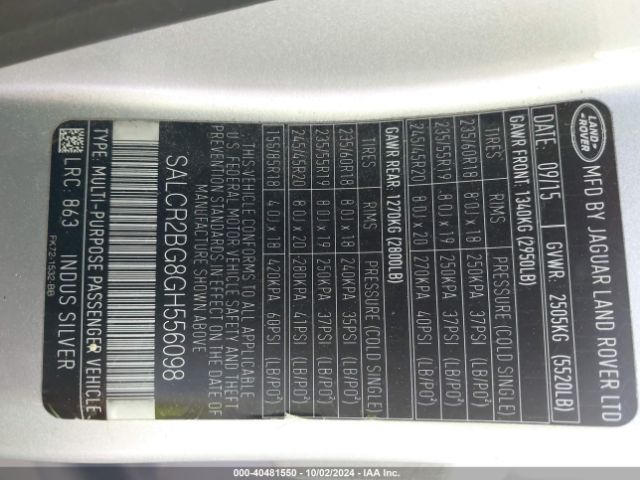 LAND
ROVER
MFD BY JAGUAR LAND ROVER LTD
DATE: 09/15 GVWR: 2505KG (5520LB)
GAWR FRONT: 1340KG (2950LB)
TIRES RIMS PRESSURE (COLD SINGLE)
235/60R18 8.0J x 18 250KPA 37PSI (LB/PO²)
235/55R19 8.0J x 19 250KPA 37PSI (LB/PO²)
245/45R20 8.0J x 20 270KPA 40PSI (LB/PO²)
GAWR REAR: 1270KG (2800LB)
TIRES RIMS PRESSURE (COLD SINGLE)
235/60R18 8.0J x 18 240KPA 35PSI (LB/PO²)
235/55R19 8.0J x 19 250KPA 37PSI (LB/PO²)
245/45R20 8.0J x 20 280KPA 41PSI (LB/PO²)
155/85R18 4.0J x 18 420KPA 60PSI (LB/PO²)
THIS VEHICLE CONFORMS TO ALL APPLICABLE
U.S. FEDERAL MOTOR VEHICLE SAFETY AND THEFT
PREVENTION STANDARDS IN EFFECT ON THE DATE OF
MANUFACTURE SHOWN ABOVE
SALCR2BG8GH556098
TYPE: MULTI-PURPOSE PASSENGER VEHICLE
LRC: 863 INDUS SILVER
FK72-1532-BB
000-40481550 • 10/02/2024 • IAA Inc.